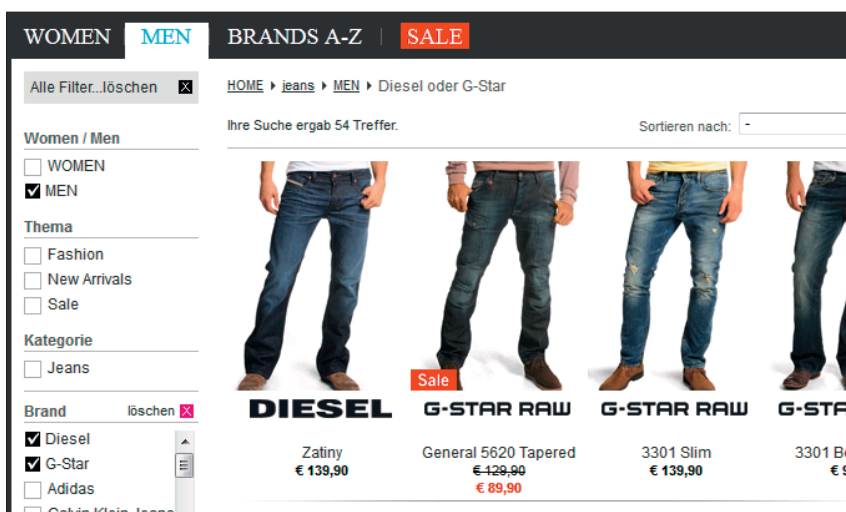 WOMEN MEN BRANDS A-Z SALE
Alle Filter...löschen X
HOME jeans MEN Diesel oder G-Star
Ihre Suche ergab 54 Treffer.
Sortieren nach: -
Women / Men
WOMEN
MEN
Thema
Fashion
New Arrivals
Sale
Kategorie
Jeans
Brand löschen X
Diesel
G-Star
Adidas
Sale
DIESEL G-STAR RAW G-STAR RAW G-STA
Zatiny General 5620 Tapered 3301 Slim 3301
€ 139,90 € 129,90 € 139,90 €
€ 89,90